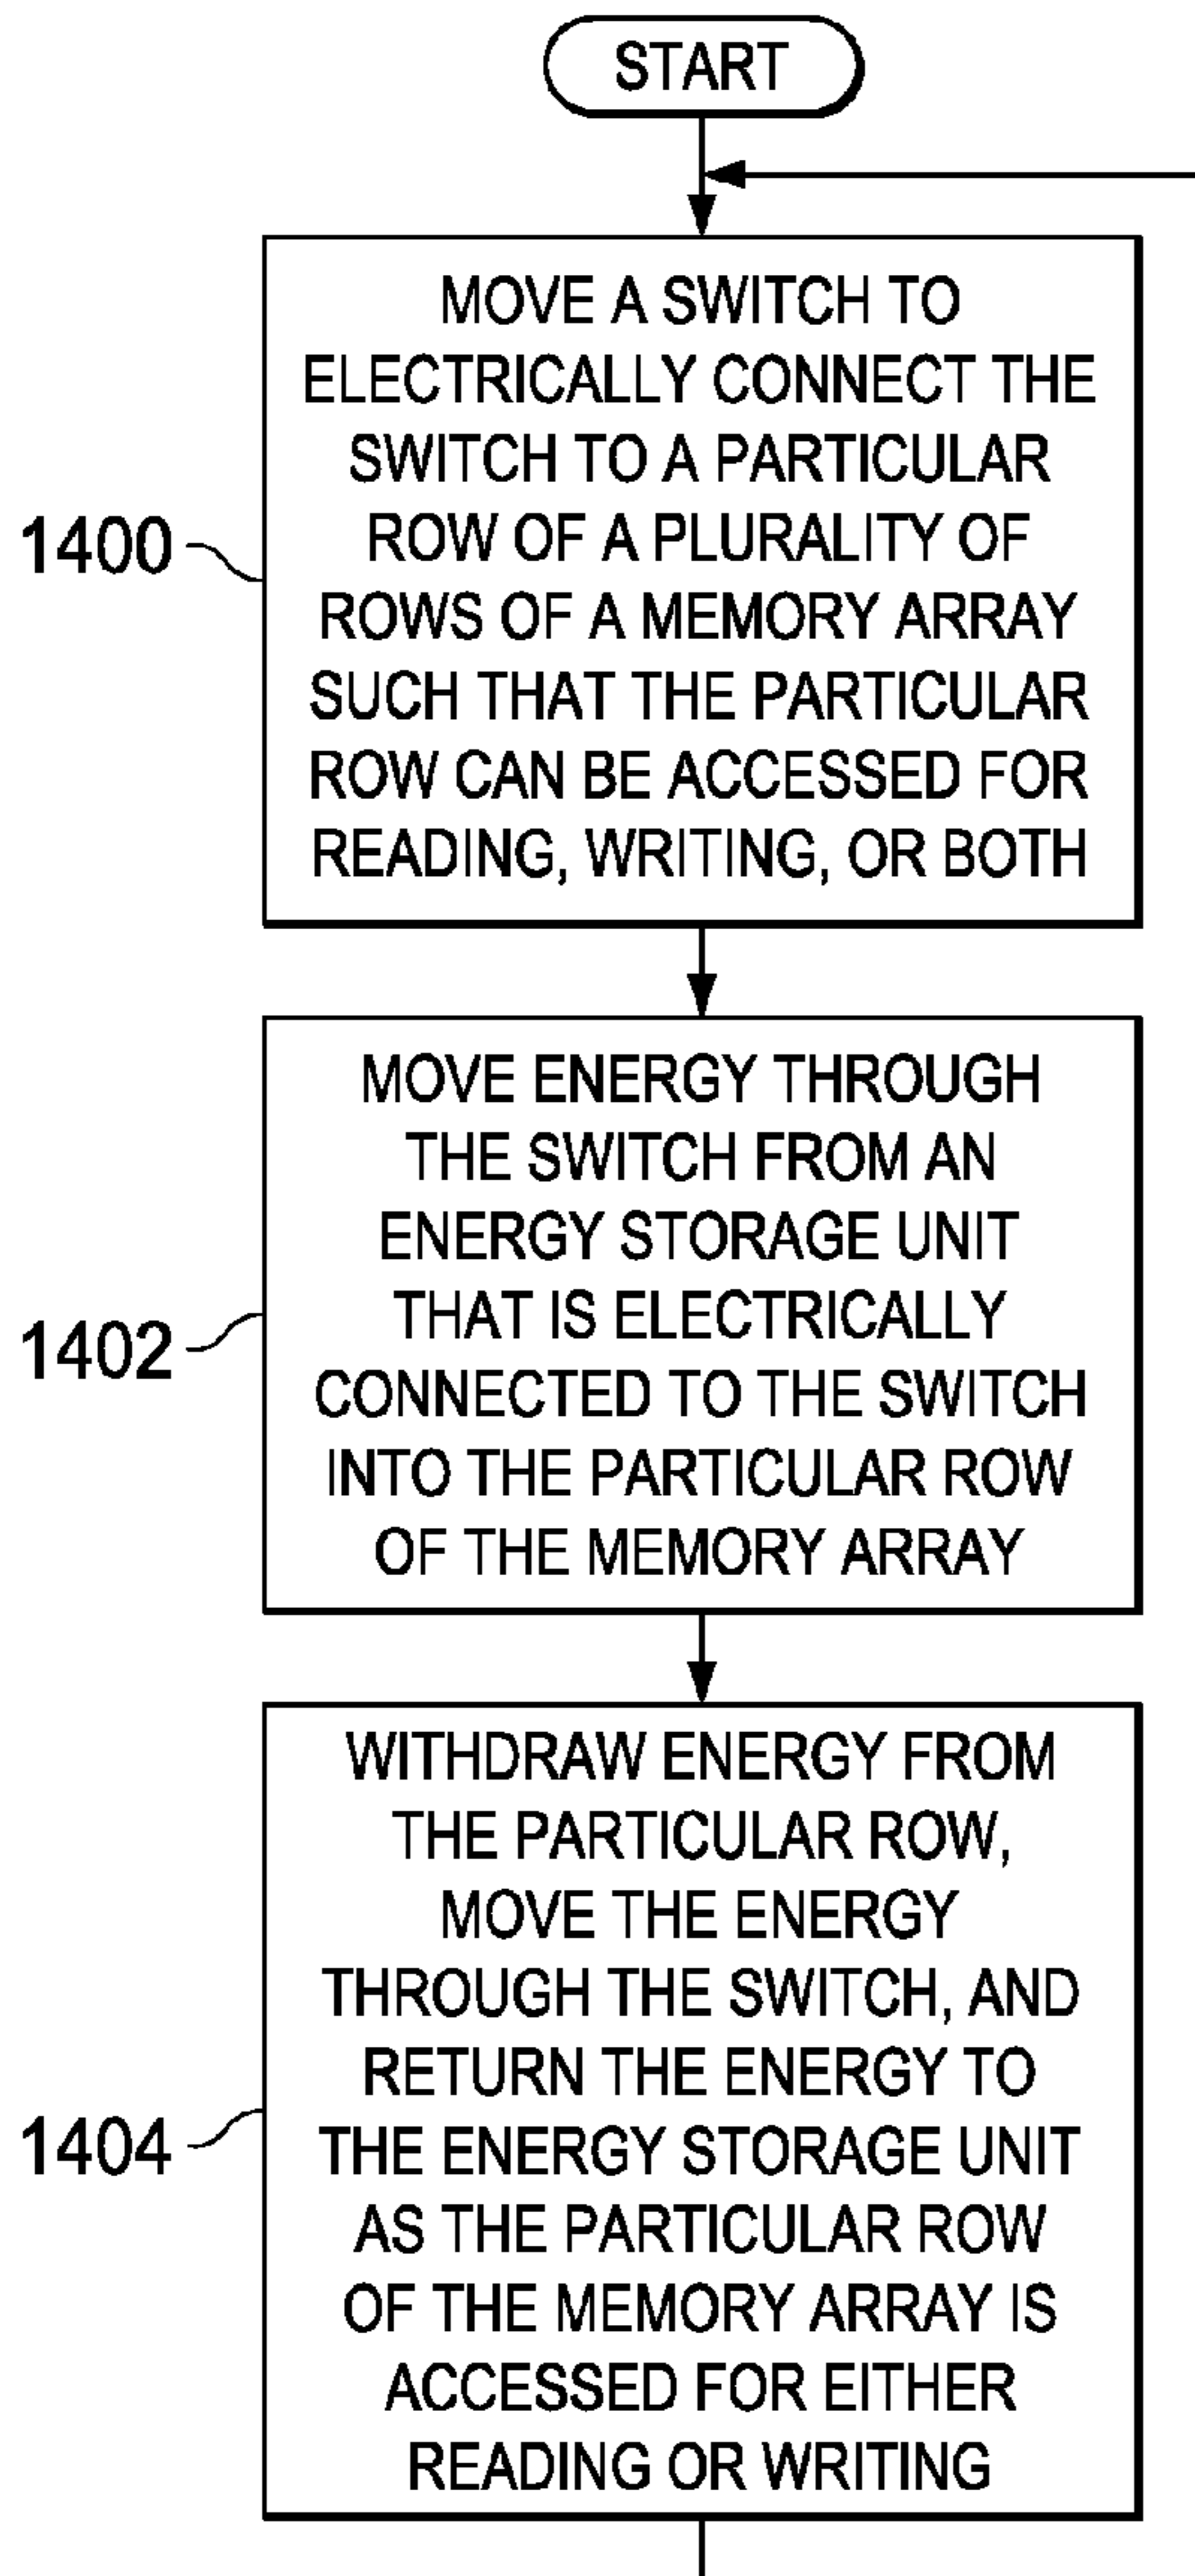 START
MOVE A SWITCH TO
ELECTRICALLY CONNECT THE
SWITCH TO A PARTICULAR
ROW OF A PLURALITY OF
ROWS OF A MEMORY ARRAY
SUCH THAT THE PARTICULAR
ROW CAN BE ACCESSED FOR
READING, WRITING, OR BOTH
1400
MOVE ENERGY THROUGH
THE SWITCH FROM AN
ENERGY STORAGE UNIT
THAT IS ELECTRICALLY
CONNECTED TO THE SWITCH
INTO THE PARTICULAR ROW
OF THE MEMORY ARRAY
1402
WITHDRAW ENERGY FROM
THE PARTICULAR ROW,
MOVE THE ENERGY
THROUGH THE SWITCH, AND
RETURN THE ENERGY TO
THE ENERGY STORAGE UNIT
AS THE PARTICULAR ROW
OF THE MEMORY ARRAY IS
ACCESSED FOR EITHER
READING OR WRITING
1404